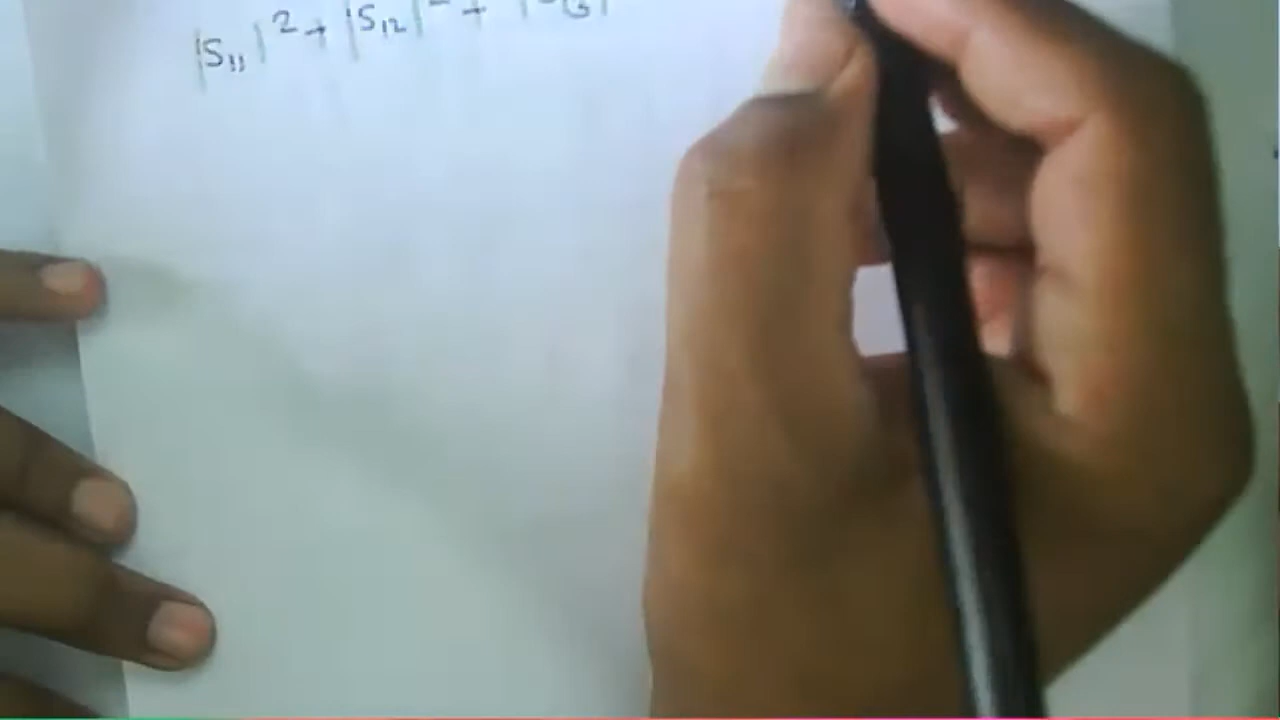 |S₁₁|² + |S₁₂|² +